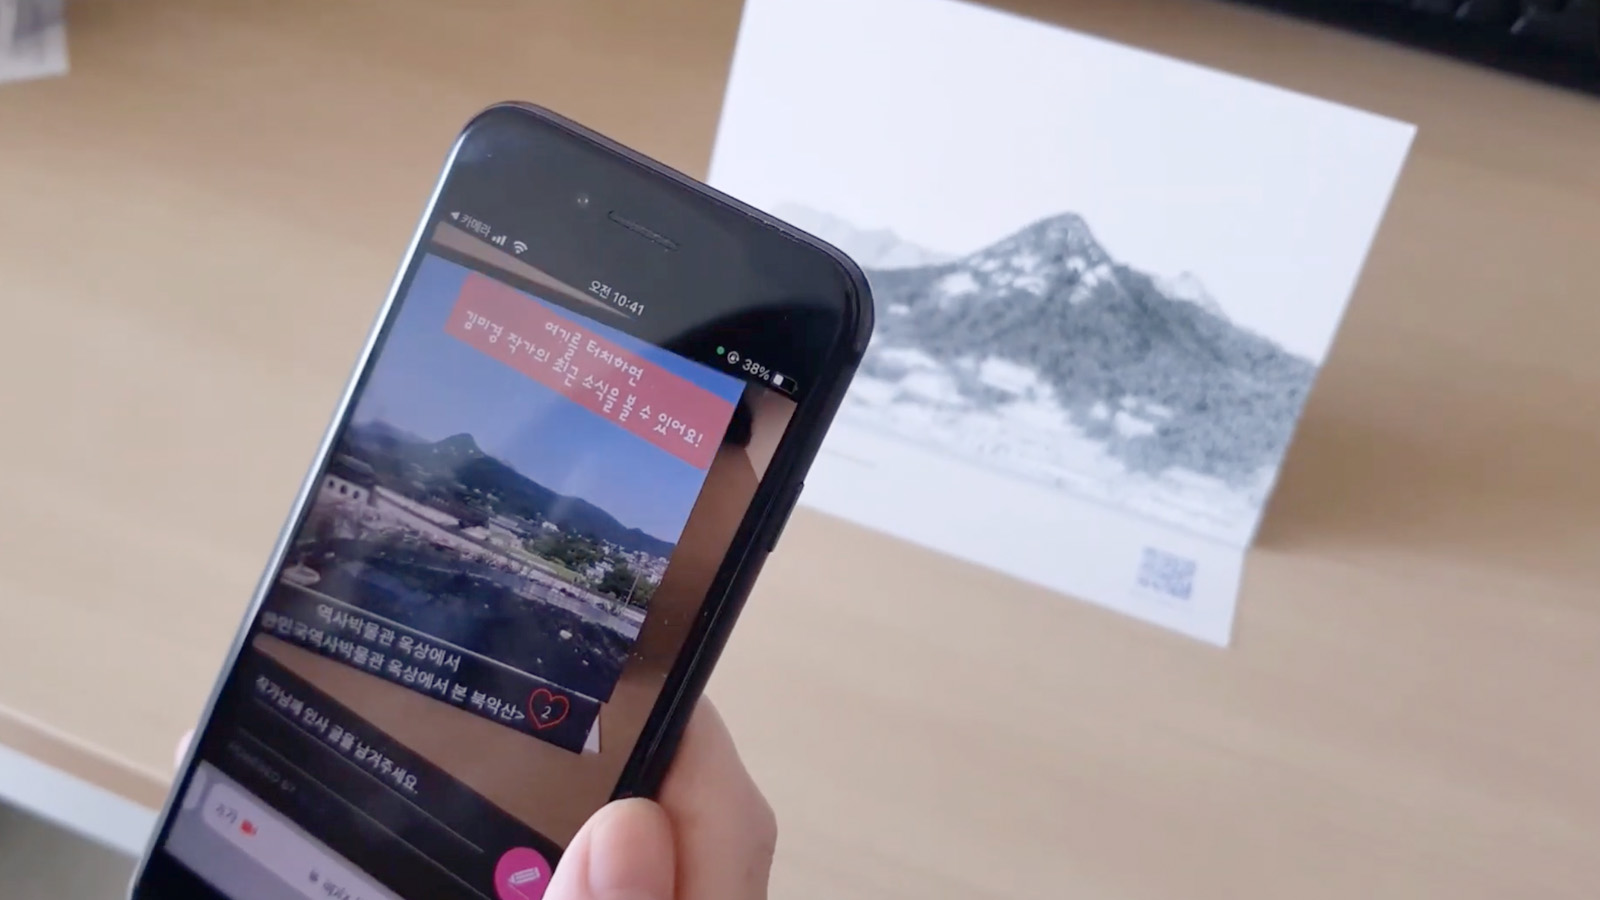 카메라
오전 10:41
38%
여기를 터치하면
김미경 작가의 최근 소식을 볼 수 있어요!
역사박물관 옥상에서
한민국역사박물관 옥상에서 본 북악산>
2
작가님께 인사 글을 남겨주세요.